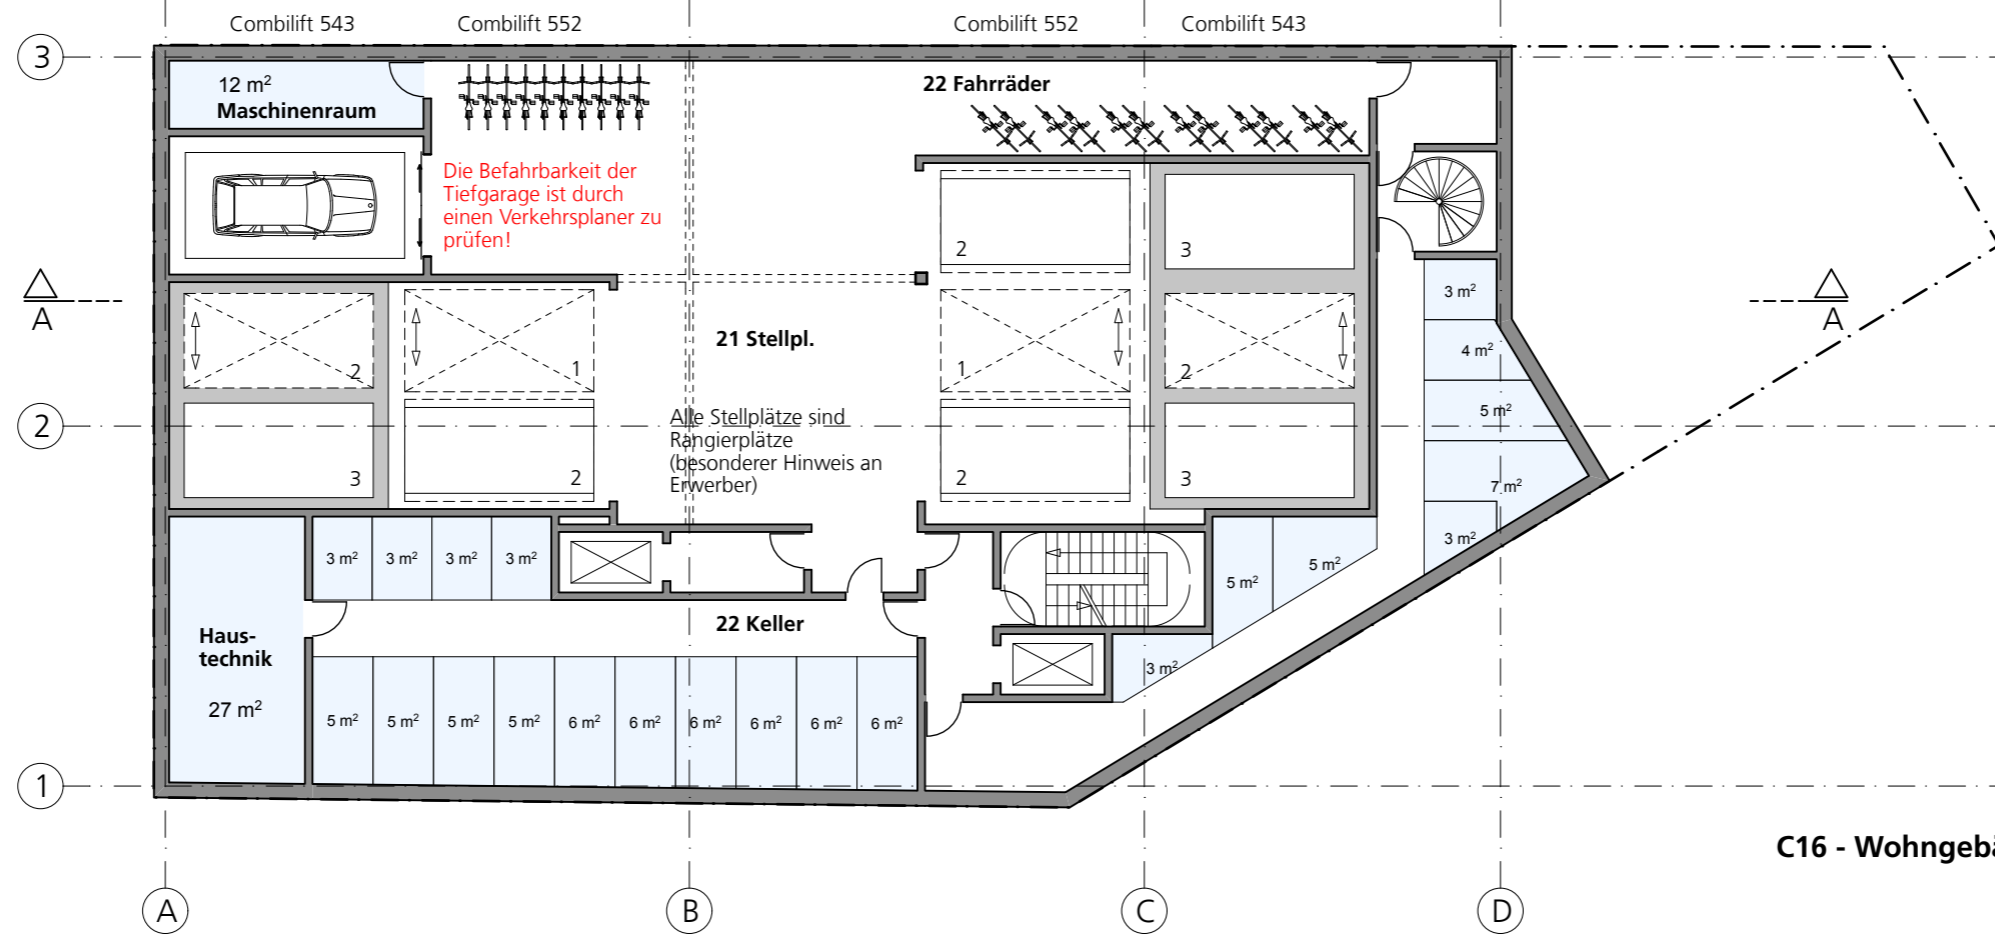 Combilift 543
Combilift 552
Combilift 552
Combilift 543
3
12 m²
Maschinenraum
22 Fahrräder
Die Befahrbarkeit der
Tiefgarage ist durch
einen Verkehrsplaner zu
prüfen!
2
3
3 m²
A
A
4 m²
21 Stellpl.
2
1
1
2
5 m²
2
Alle Stellplätze sind
Rangierplätze
(besonderer Hinweis an
Erwerber)
3
2
2
3
7 m²
3 m²
3 m²
3 m²
3 m²
3 m²
5 m²
5 m²
22 Keller
Haus-
technik
27 m²
3 m²
5 m²
5 m²
5 m²
5 m²
6 m²
6 m²
6 m²
6 m²
6 m²
6 m²
1
C16 - Wohngebä
A
B
C
D